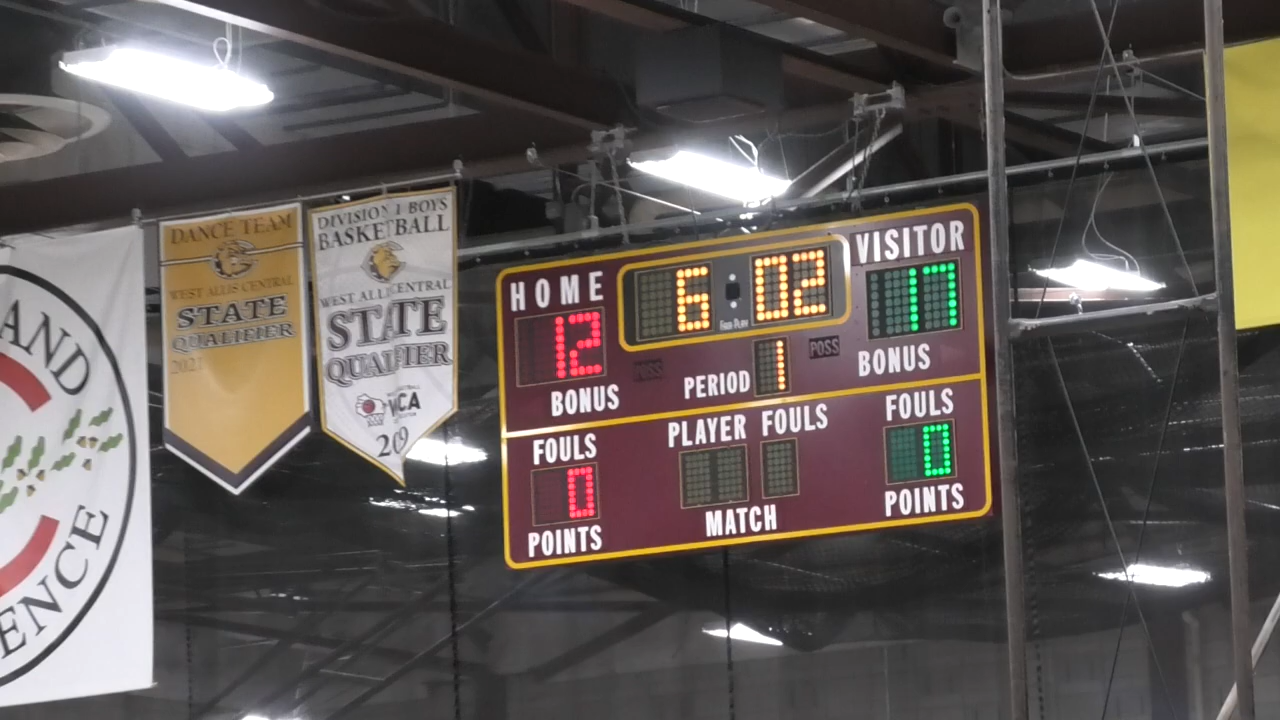 AND
ENCE
DANCE TEAM
WEST ALLIS CENTRAL
STATE
QUALIFIER
2021
DIVISION 1 BOYS
BASKETBALL
WEST ALLIS CENTRAL
STATE
QUALIFIER
HOME
12
BONUS
6 02
VISITOR
17
BONUS
POSS
POSS
PERIOD 1
FOULS
0
POINTS
PLAYER FOULS
MATCH
FOULS
0
POINTS